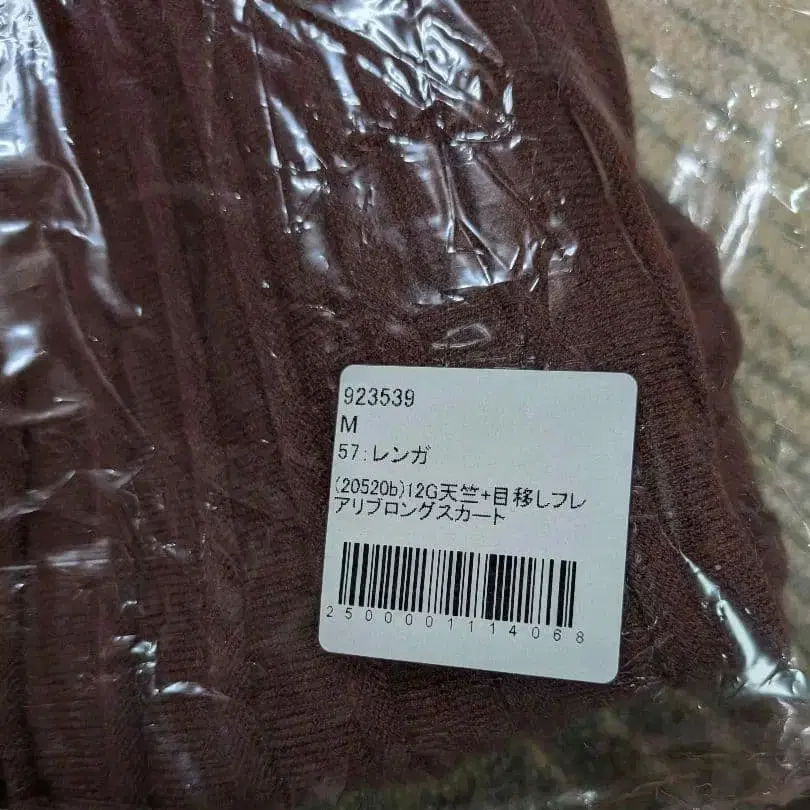 923539
M
57:レンガ
(20520b)12G天竺+目移しフレ
アリブロングスカート
2500001114068